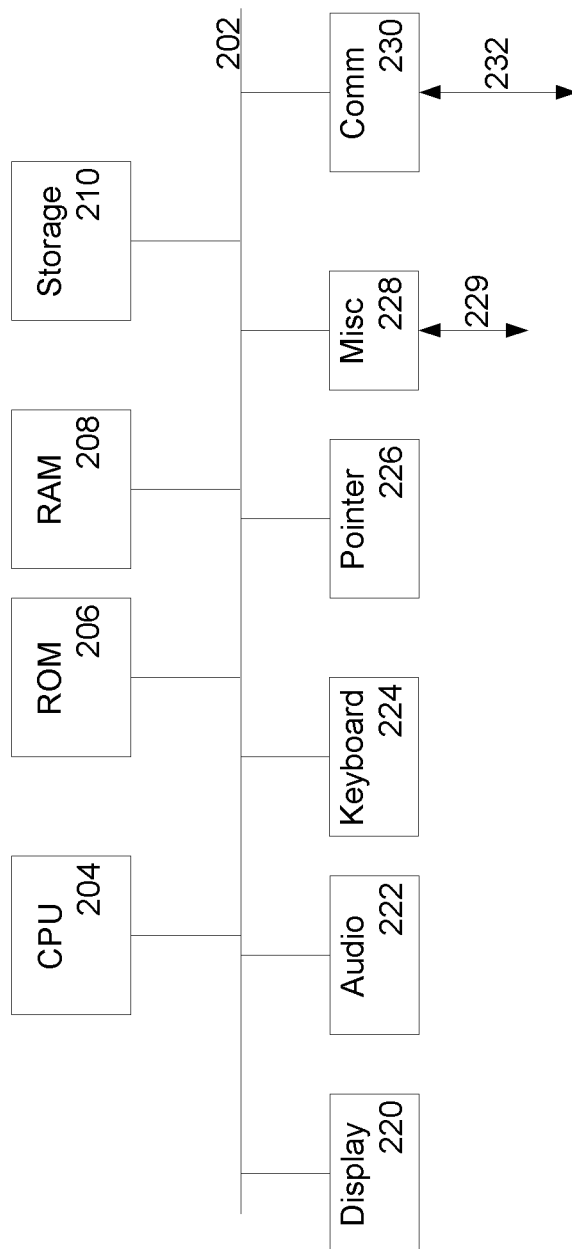 CPU
204
ROM
206
RAM
208
Storage
210
202
Display
220
Audio
222
Keyboard
224
Pointer
226
Misc
228
229
Comm
230
232